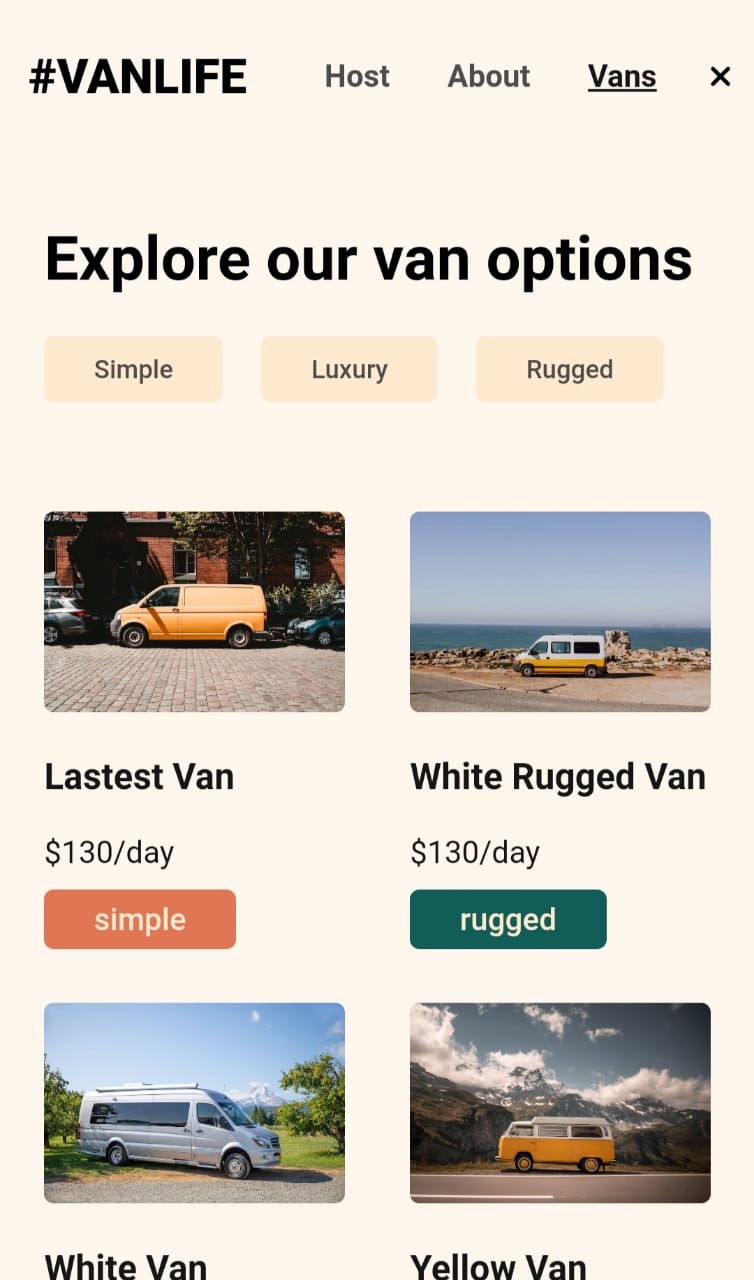 #VANLIFE Host About Vans ×
Explore our van options
Simple Luxury Rugged
Lastest Van White Rugged Van
$130/day $130/day
simple rugged
White Van Yellow Van